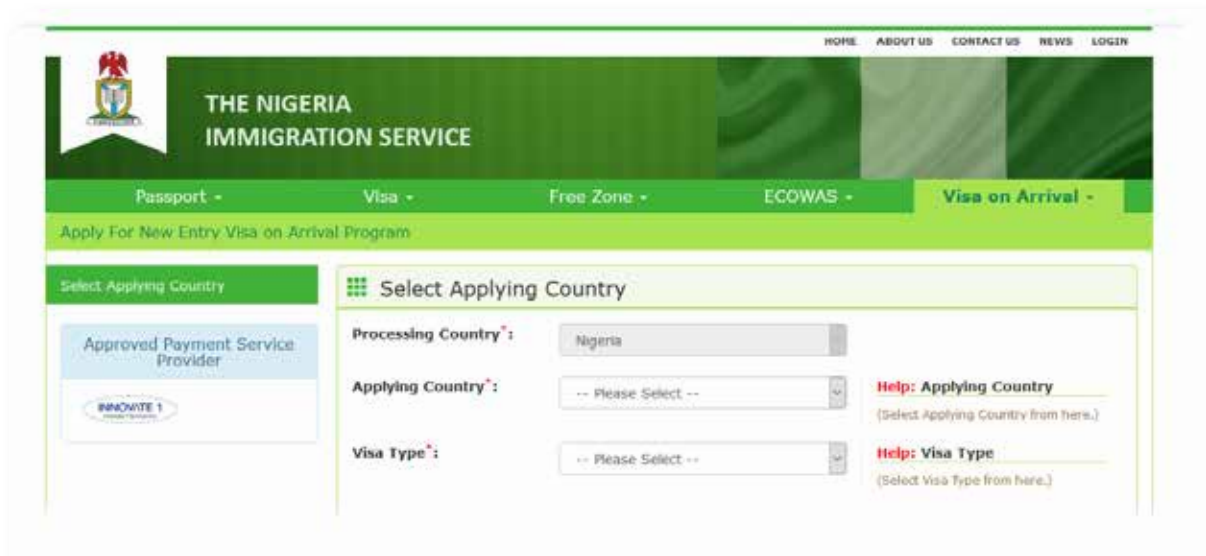 HOME ABOUT US CONTACT US NEWS LOGIN
THE NIGERIA
IMMIGRATION SERVICE
Passport - Visa - Free Zone - ECOWAS - Visa on Arrival -
Apply For New Entry Visa on Arrival Program
Select Applying Country
Select Applying Country
Approved Payment Service
Provider
INNOVATE 1
Processing Country*:
Nigeria
Applying Country*:
-- Please Select --
Help: Applying Country
(Select Applying Country from here.)
Visa Type*:
-- Please Select --
Help: Visa Type
(Select Visa Type from here.)